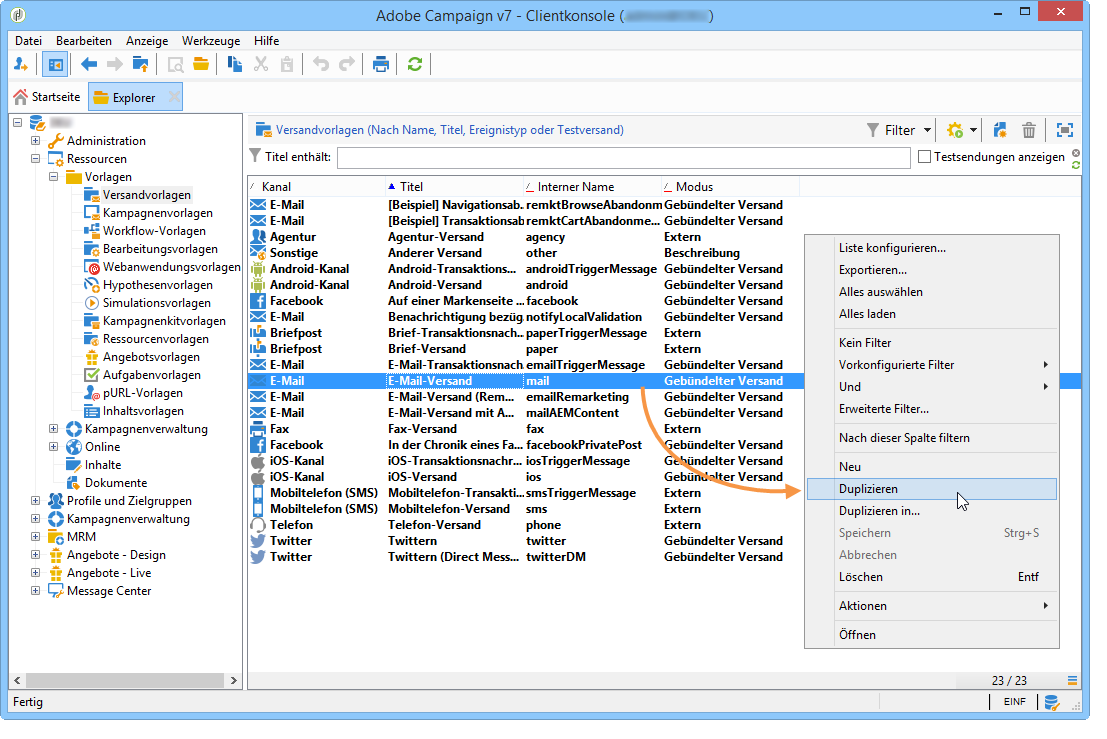 Adobe Campaign v7 - Clientkonsole ( )
Datei Bearbeiten Anzeige Werkzeuge Hilfe
Startseite Explorer
Administration
Ressourcen
Vorlagen
Versandvorlagen
Kampagnenvorlagen
Workflow-Vorlagen
Bearbeitungsvorlagen
Webanwendungsvorlagen
Hypothesenvorlagen
Simulationsvorlagen
Kampagnenkitvorlagen
Ressourcenvorlagen
Angebotsvorlagen
Aufgabenvorlagen
pURL-Vorlagen
Inhaltsvorlagen
Kampagnenverwaltung
Online
Inhalte
Dokumente
Profile und Zielgruppen
Kampagnenverwaltung
MRM
Angebote - Design
Angebote - Live
Message Center
Versandvorlagen (Nach Name, Titel, Ereignistyp oder Testversand) Filter
Titel enthält: Testsendungen anzeigen
Kanal Titel Interner Name Modus
E-Mail [Beispiel] Navigationsab... remktBrowseAbandonm Gebündelter Versand
E-Mail [Beispiel] Transaktionsab remktCartAbandonme... Gebündelter Versand
Agentur Agentur-Versand agency Extern
Sonstige Anderer Versand other Beschreibung
Android-Kanal Android-Transaktions... androidTriggerMessage Gebündelter Versand
Android-Kanal Android-Versand android Gebündelter Versand
Facebook Auf einer Markenseite ... facebook Gebündelter Versand
E-Mail Benachrichtigung bezüg notifyLocalValidation Gebündelter Versand
Briefpost Brief-Transaktionsnach... paperTriggerMessage Extern
Briefpost Brief-Versand paper Extern
E-Mail E-Mail-Transaktionsnach emailTriggerMessage Gebündelter Versand
E-Mail E-Mail-Versand mail Gebündelter Versand
E-Mail E-Mail-Versand (Rem... emailRemarketing Gebündelter Versand
E-Mail E-Mail-Versand mit A... mailAEMContent Gebündelter Versand
Fax Fax-Versand fax Extern
Facebook In der Chronik eines Fa... facebookPrivatePost Gebündelter Versand
iOS-Kanal iOS-Transaktionsnachr... iosTriggerMessage Gebündelter Versand
iOS-Kanal iOS-Versand ios Gebündelter Versand
Mobiltelefon (SMS) Mobiltelefon-Transakti... smsTriggerMessage Extern
Mobiltelefon (SMS) Mobiltelefon-Versand sms Extern
Telefon Telefon-Versand phone Extern
Twitter Twittern twitter Gebündelter Versand
Twitter Twittern (Direct Mess... twitterDM Gebündelter Versand
Liste konfigurieren...
Exportieren...
Alles auswählen
Alles laden
Kein Filter
Vorkonfigurierte Filter
Und
Erweiterte Filter...
Nach dieser Spalte filtern
Neu
Duplizieren
Duplizieren in...
Speichern Strg+S
Abbrechen
Löschen Entf
Aktionen
Öffnen
23 / 23
Fertig EINF